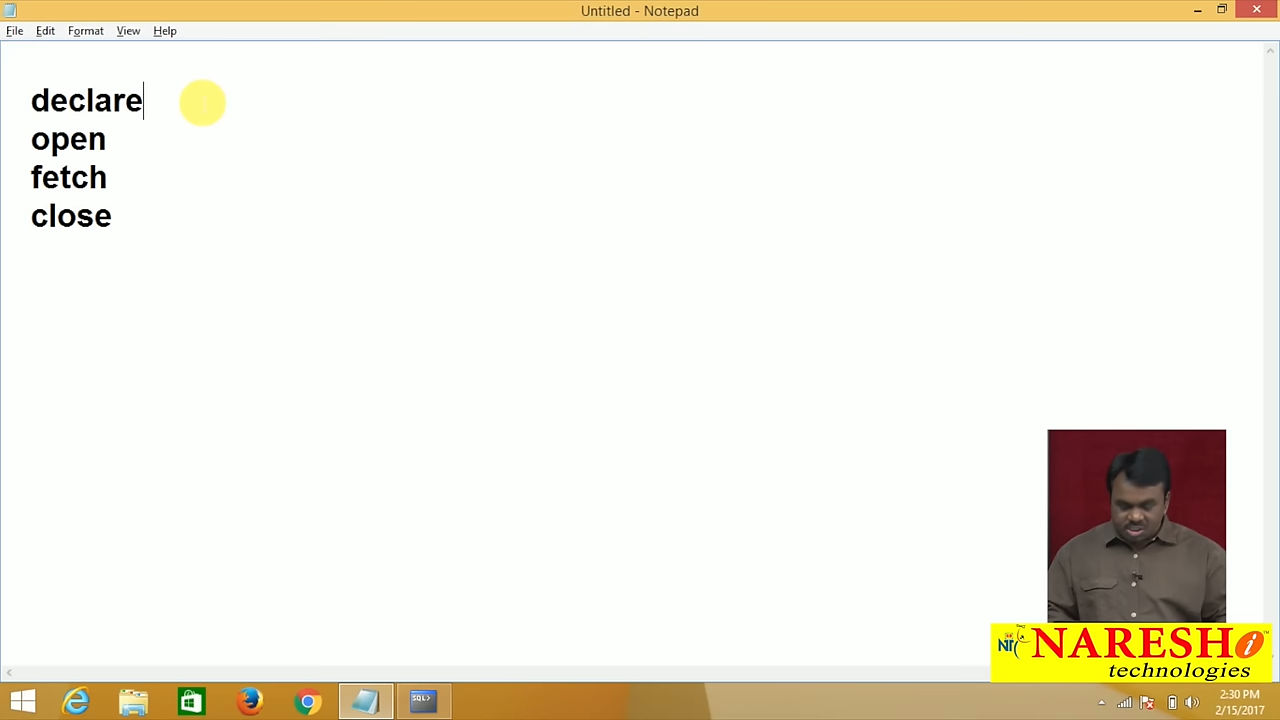 Untitled - Notepad
File Edit Format View Help
declare
open
fetch
close
NARESH i
technologies
SQL>
2:30 PM
2/15/2017